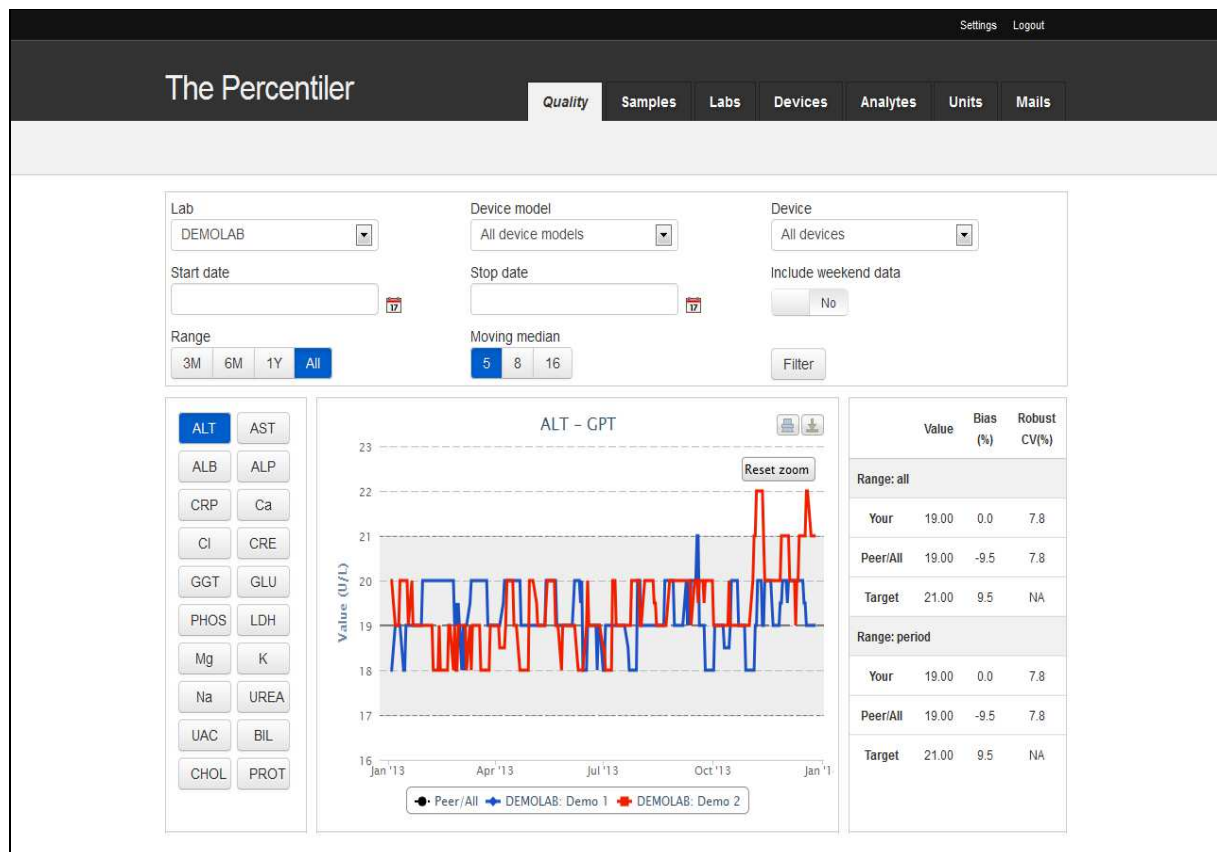 Settings Logout
The Percentiler
Quality Samples Labs Devices Analytes Units Mails
Lab Device model Device
DEMOLAB All device models All devices
Start date Stop date Include weekend data
17 17 No
Range Moving median
3M 6M 1Y All 5 8 16 Filter
ALT AST
ALB ALP
CRP Ca
Cl CRE
GGT GLU
PHOS LDH
Mg K
Na UREA
UAC BIL
CHOL PROT
ALT - GPT
Reset zoom
Value (U/L)
23
22
21
20
19
18
17
16
Jan '13 Apr '13 Jul '13 Oct '13 Jan '1
Peer/All DEMOLAB: Demo 1 DEMOLAB: Demo 2
Value Bias (%) Robust CV(%)
Range: all
Your 19.00 0.0 7.8
Peer/All 19.00 -9.5 7.8
Target 21.00 9.5 NA
Range: period
Your 19.00 0.0 7.8
Peer/All 19.00 -9.5 7.8
Target 21.00 9.5 NA